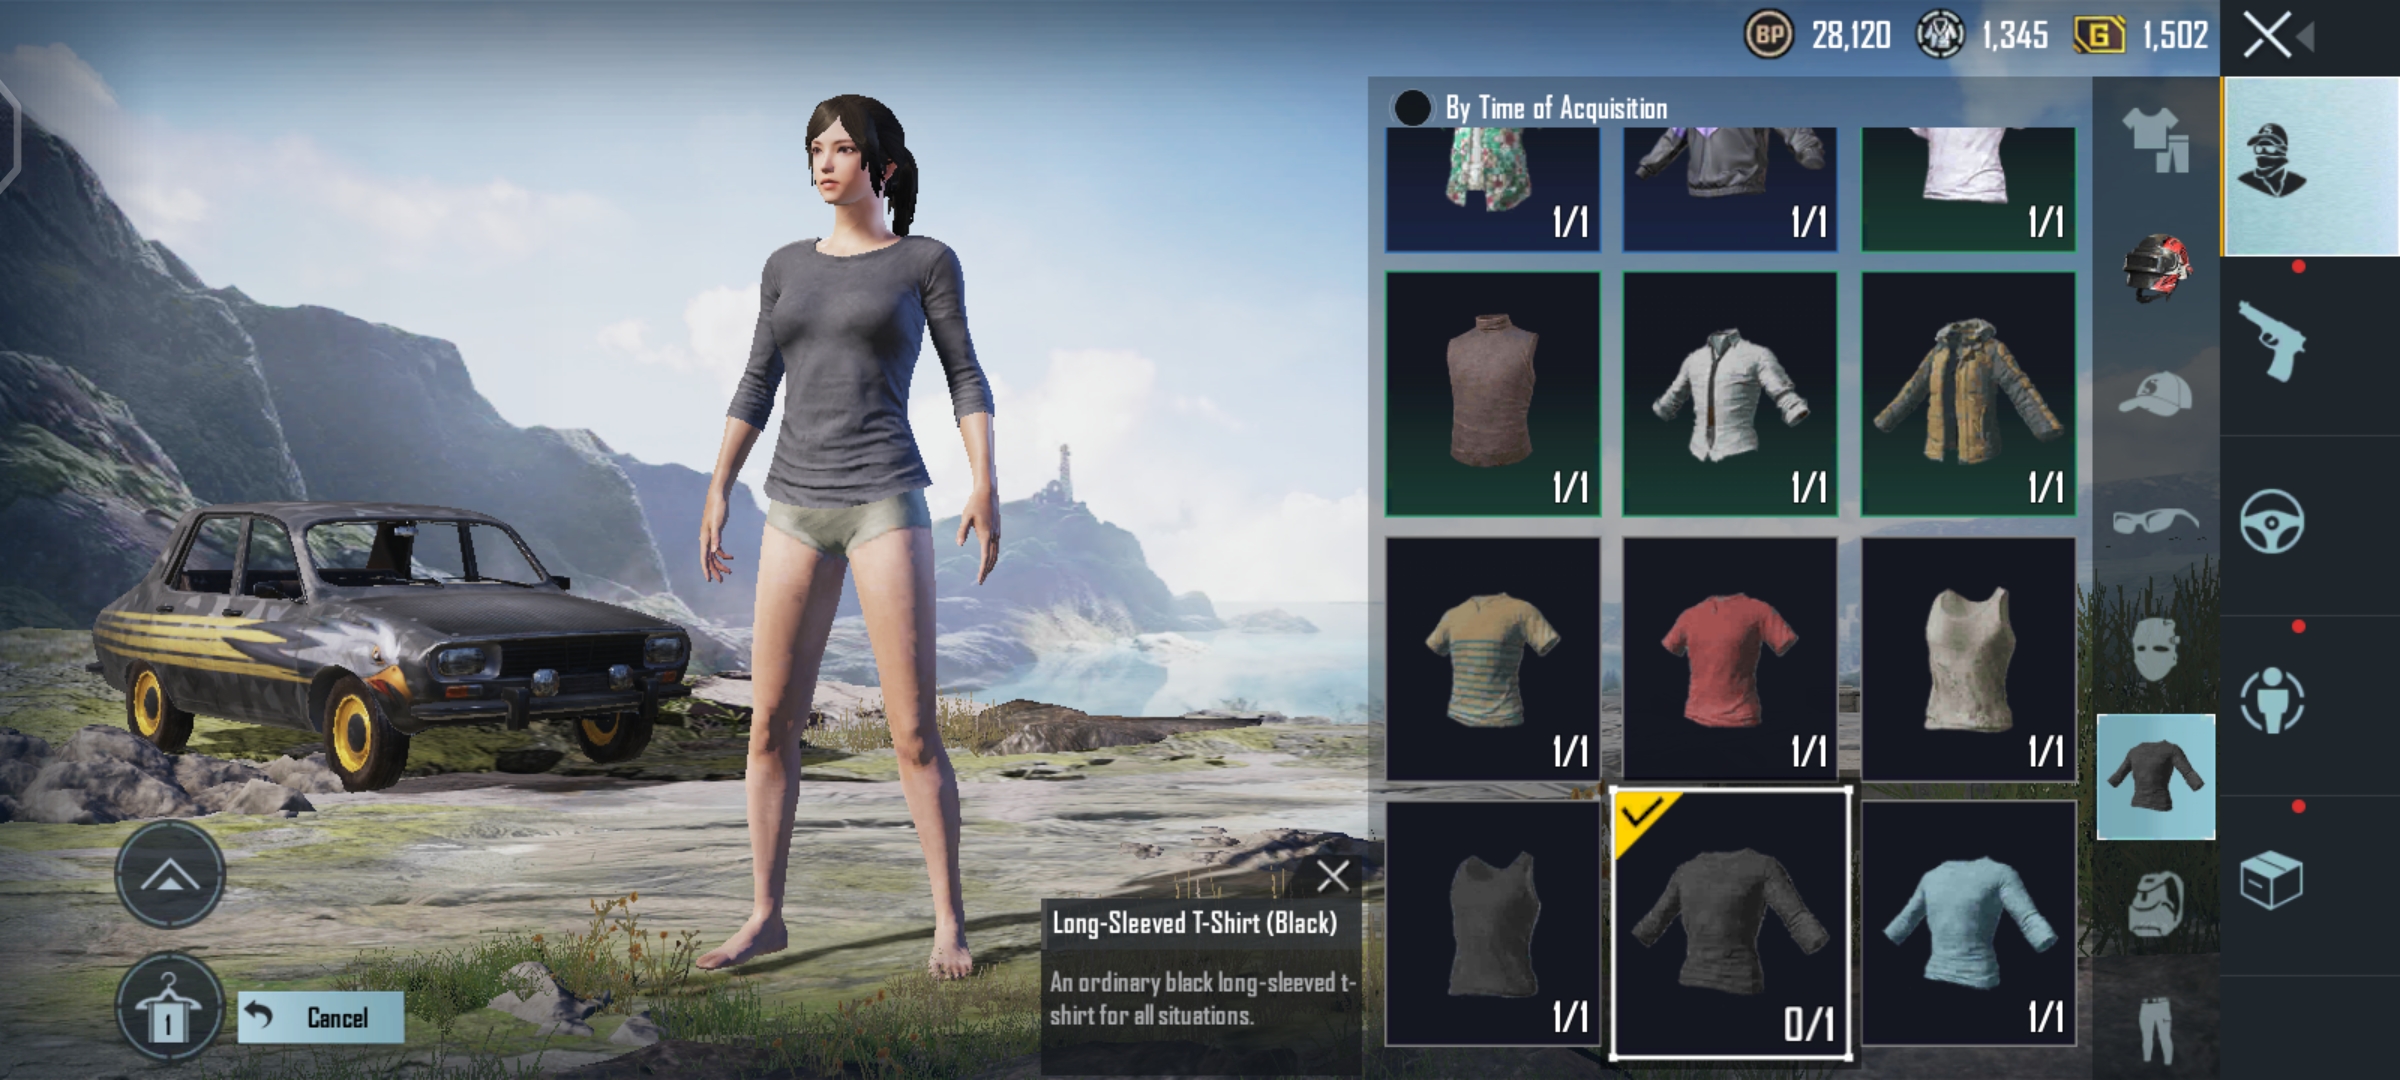 BP 28,120 1,345 G 1,502
By Time of Acquisition
1/1 1/1 1/1
1/1 1/1 1/1
1/1 1/1 1/1
1/1 0/1 1/1
Long-Sleeved T-Shirt (Black)
An ordinary black long-sleeved t-
shirt for all situations.
1
Cancel